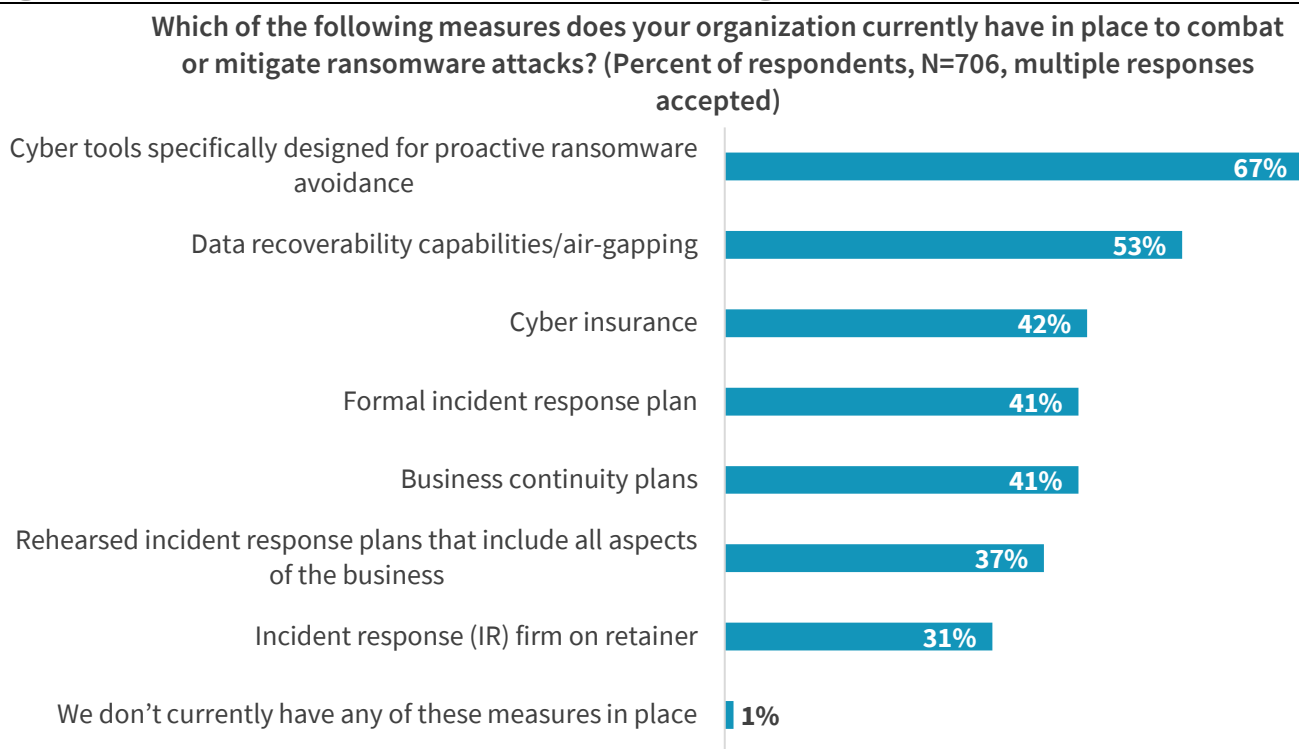 Which of the following measures does your organization currently have in place to combat
or mitigate ransomware attacks? (Percent of respondents, N=706, multiple responses
accepted)
Cyber tools specifically designed for proactive ransomware
avoidance
67%
Data recoverability capabilities/air-gapping
53%
Cyber insurance
42%
Formal incident response plan
41%
Business continuity plans
41%
Rehearsed incident response plans that include all aspects
of the business
37%
Incident response (IR) firm on retainer
31%
We don’t currently have any of these measures in place
1%